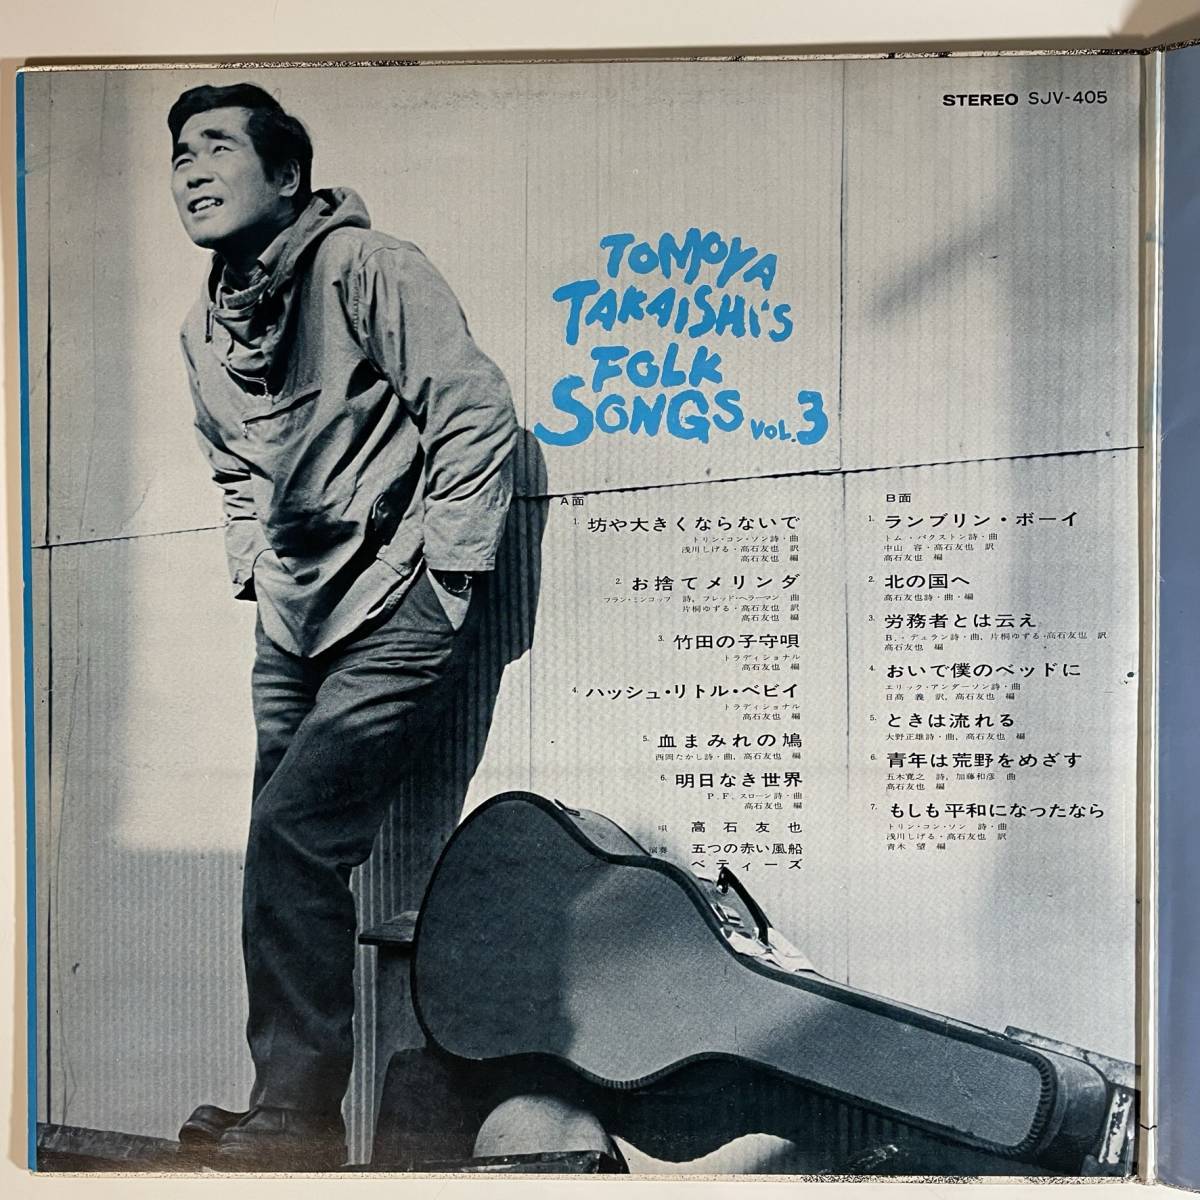 STEREO SJV-405
TOMOYA
TAKAISHI'S
FOLK
SONGS VOL.3
A面
1. 坊や大きくならないで
トリン・コン・ソン詩・曲
浅川しげる・高石友也 訳
高石友也 編
2. お捨てメリンダ
フラン・ミンコッフ 詩, フレッド・ヘラーマン 曲
片桐ゆずる・高石友也 訳
高石友也 編
3. 竹田の子守唄
トラディショナル
高石友也 編
4. ハッシュ・リトル・ベビイ
トラディショナル
高石友也 編
5. 血まみれの鳩
西岡たかし詩・曲, 高石友也 編
6. 明日なき世界
P.F. スローン詩・曲
高石友也 編
唄 高石友也
演奏 五つの赤い風船
ベティーズ
B面
1. ランブリン・ボーイ
トム・パクストン詩・曲
中山 容・高石友也 訳
高石友也 編
2. 北の国へ
高石友也詩・曲・編
3. 労務者とは云え
B.・デュラン詩・曲, 片桐ゆずる・高石友也 訳
高石友也 編
4. おいで僕のベッドに
エリック・アンダーソン詩・曲
日高 義 訳, 高石友也 編
5. ときは流れる
大野正雄詩・曲, 高石友也 編
6. 青年は荒野をめざす
五木寛之 詩, 加藤和彦 曲
高石友也 編
7. もしも平和になったなら
トリン・コン・ソン 詩・曲
浅川しげる・高石友也 訳
青木 望 編